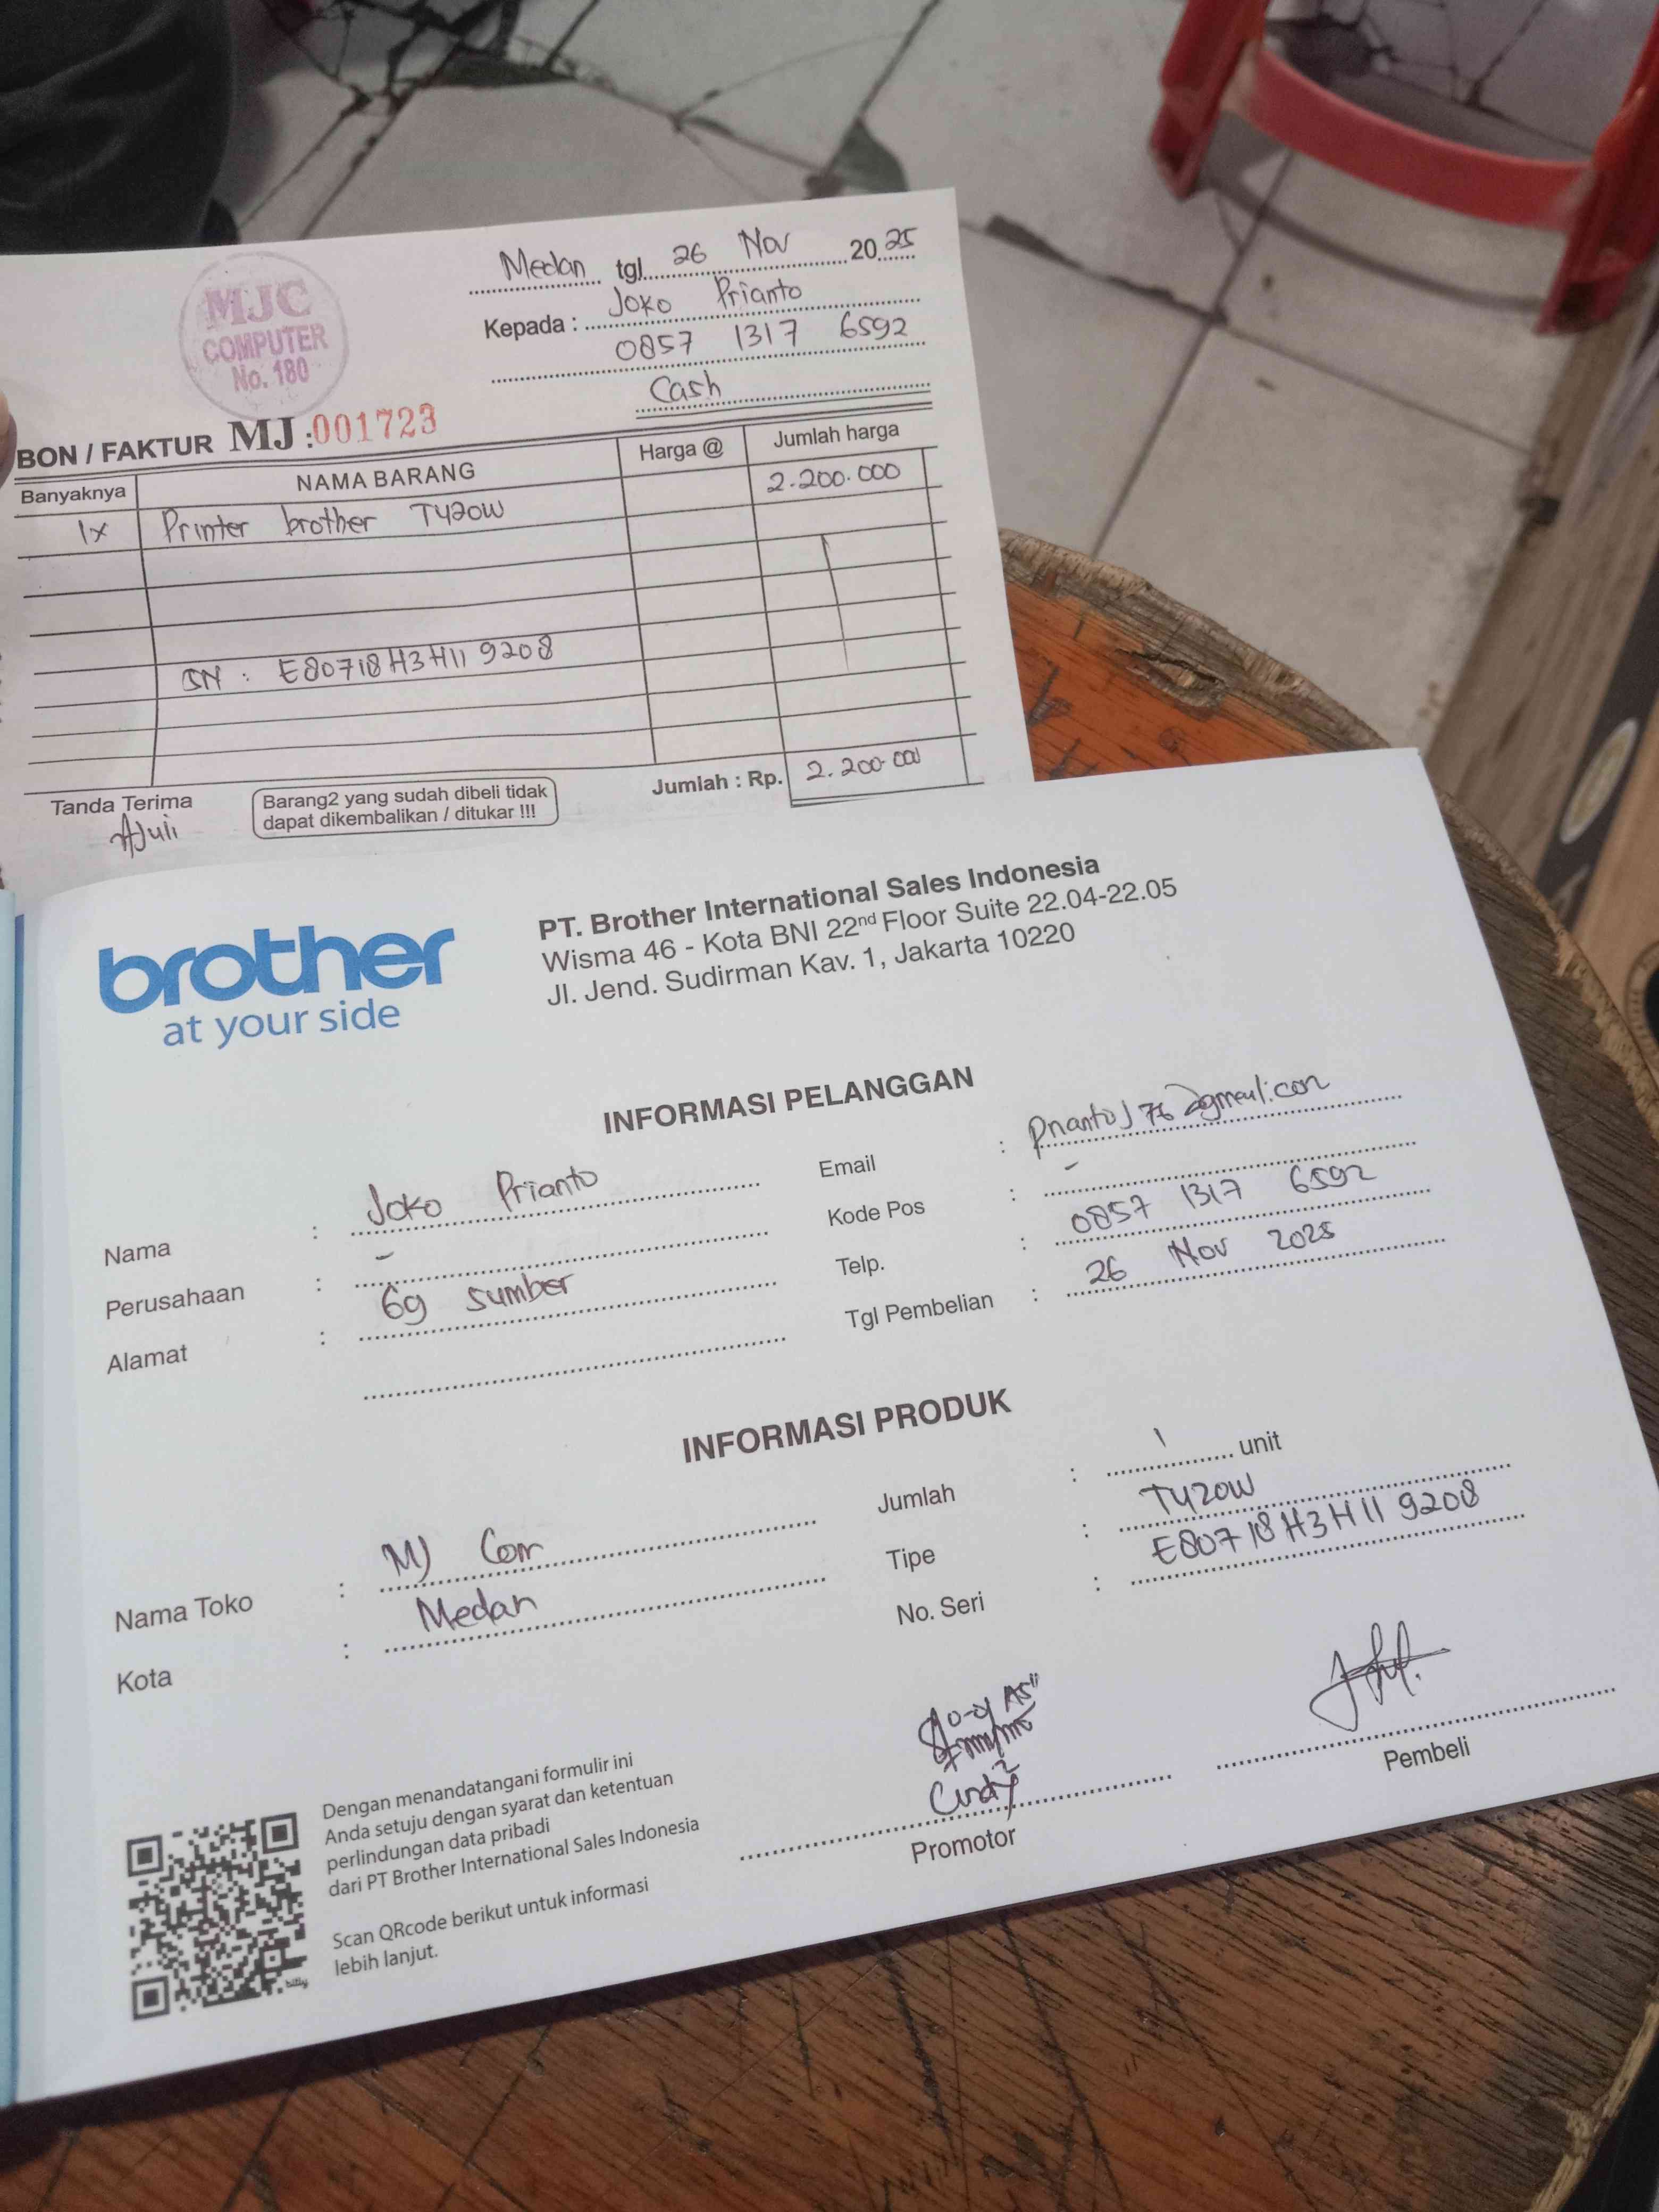 MJC
COMPUTER
No. 180
Medan tgl. 26 Nov 2025
Kepada : Joko Prianto
0857 1317 6592
Cash
BON / FAKTUR MJ :001723
Banyaknya NAMA BARANG Harga @ Jumlah harga
1x Printer brother T420W 2.200.000
SN : E80718H3H119208
Jumlah : Rp. 2.200.000
Tanda Terima
Barang2 yang sudah dibeli tidak
dapat dikembalikan / ditukar !!!
brother
at your side
PT. Brother International Sales Indonesia
Wisma 46 - Kota BNI 22nd Floor Suite 22.04-22.05
Jl. Jend. Sudirman Kav. 1, Jakarta 10220
INFORMASI PELANGGAN
Nama : Joko Prianto
Perusahaan : -
Alamat : 69 sumber
Email :
Kode Pos : -
Telp. : 0857 1317 6592
Tgl Pembelian : 26 Nov 2025
INFORMASI PRODUK
Nama Toko : MJ Com
Kota : Medan
Jumlah : 1 unit
Tipe : T420W
No. Seri : E80718H3H119208
Dengan menandatangani formulir ini
Anda setuju dengan syarat dan ketentuan
perlindungan data pribadi
dari PT Brother International Sales Indonesia
Scan QRcode berikut untuk informasi
lebih lanjut.
bitly
Cindy
Promotor
Pembeli